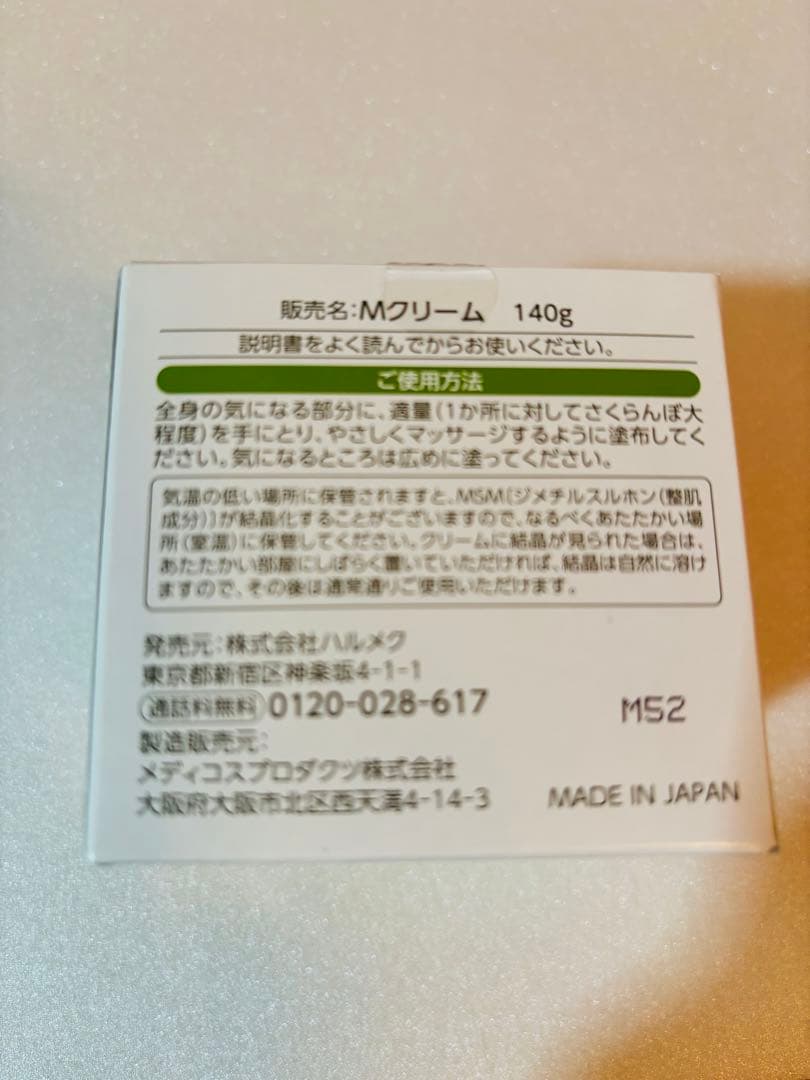 販売名:Mクリーム 140g
説明書をよく読んでからお使いください。
ご使用方法
全身の気になる部分に、適量(1か所に対してさくらんぼ大
程度)を手にとり、やさしくマッサージするように塗布してく
ださい。気になるところは広めに塗ってください。
気温の低い場所に保管されますと、MSM[ジメチルスルホン(整肌
成分)]が結晶化することがございますので、なるべくあたたかい場
所(室温)に保管してください。クリームに結晶が見られた場合は、
あたたかい部屋にしばらく置いていただければ、結晶は自然に溶け
ますので、その後は通常通りご使用いただけます。
発売元:株式会社ハルメク
東京都新宿区神楽坂4-1-1
通話料無料 0120-028-617
M52
製造販売元:
メディコスプロダクツ株式会社
大阪府大阪市北区西天満4-14-3
MADE IN JAPAN